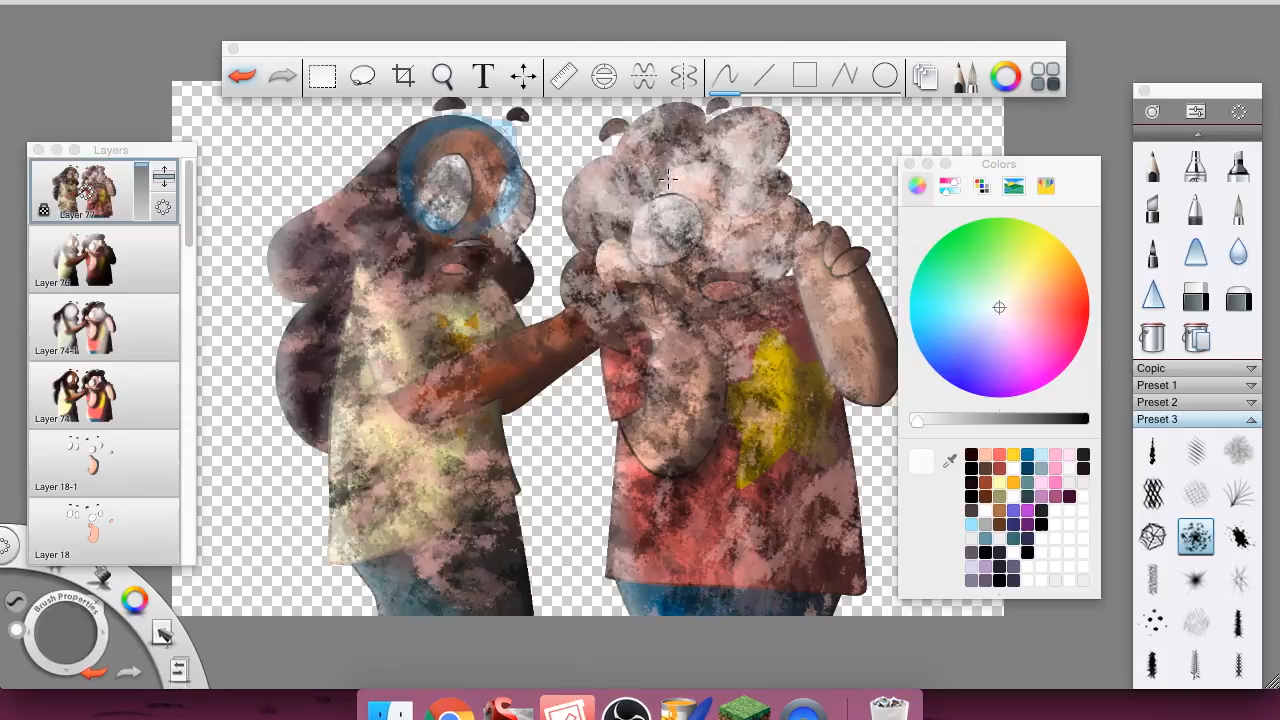 T
Layers
Layer 77
Layer 76
Layer 74-1
Layer 74
Layer 18-1
Layer 18
Colors
Copic
Preset 1
Preset 2
Preset 3
Brush Properties